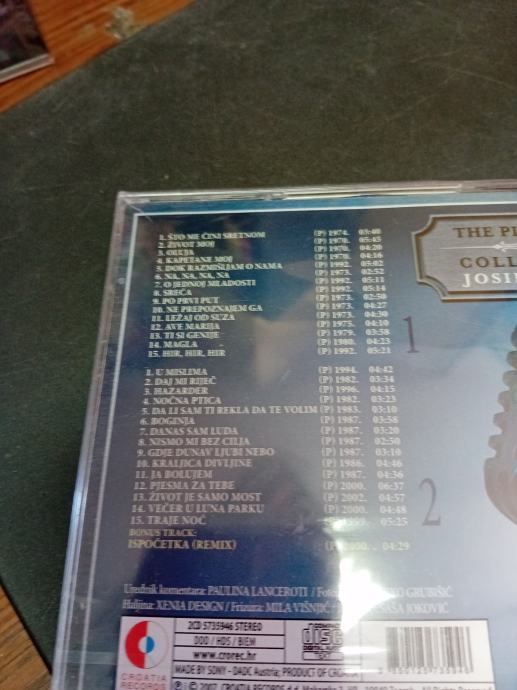 THE PL
COLL
JOSI
1. ŠTO ME ČINI SRETNOM (P) 1974. 03:40
2. ŽIVOT MOJ (P) 1970. 05:45
3. OLUJA (P) 1970. 04:20
4. KAPETANE MOJ (P) 1970. 04:16
5. DOK RAZMIŠLJAM O NAMA (P) 1992. 05:02
6. NA, NA, NA, NA (P) 1973. 02:52
7. O JEDNOJ MLADOSTI (P) 1992. 05:11
8. SREĆA (P) 1992. 05:14
9. PO PRVI PUT (P) 1973. 02:50
10. NE PREPOZNAJEM GA (P) 1973. 04:27
11. LEŽAJ OD SUZA (P) 1973. 04:30
12. AVE MARIJA (P) 1975. 04:10
13. TI SI GENIJE (P) 1979. 03:58
14. MAGLA (P) 1980. 04:23
15. HIR, HIR, HIR (P) 1992. 05:21
1
1. U MISLIMA (P) 1994. 04:42
2. DAJ MI RIJEČ (P) 1982. 03:34
3. HAZARDER (P) 1996. 04:15
4. NOĆNA PTICA (P) 1982. 03:23
5. DA LI SAM TI REKLA DA TE VOLIM (P) 1983. 03:10
6. BOGINJA (P) 1987. 03:58
7. DANAS SAM LUDA (P) 1987. 03:20
8. NISMO MI BEZ CILJA (P) 1987. 02:50
9. GDJE DUNAV LJUBI NEBO (P) 1987. 03:10
10. KRALJICA DIVLJINE (P) 1986. 04:46
11. JA BOLUJEM (P) 1987. 04:36
12. PJESMA ZA TEBE (P) 2000. 06:37
13. ŽIVOT JE SAMO MOST (P) 2002. 04:57
14. VEČER U LUNA PARKU (P) 2000. 04:48
15. TRAJE NOĆ 05:25
2
BONUS TRACK:
ISPOČETKA (REMIX) 04:29
Urednik komentara: PAULINA LANCEROTI / GRUBIŠIĆ
Haljina: XENIA DESIGN / Frizura: MILA VIŠNJIĆ SAŠA JOKOVIĆ
CROATIA RECORDS
2CD 5735946 STEREO
DDD / HDS / BIEM
www.crorec.hr
COMPACT disc DIGITAL AUDIO
TEXT
MADE BY SONY - DADC Austria, PRODUCT OF CROATIA